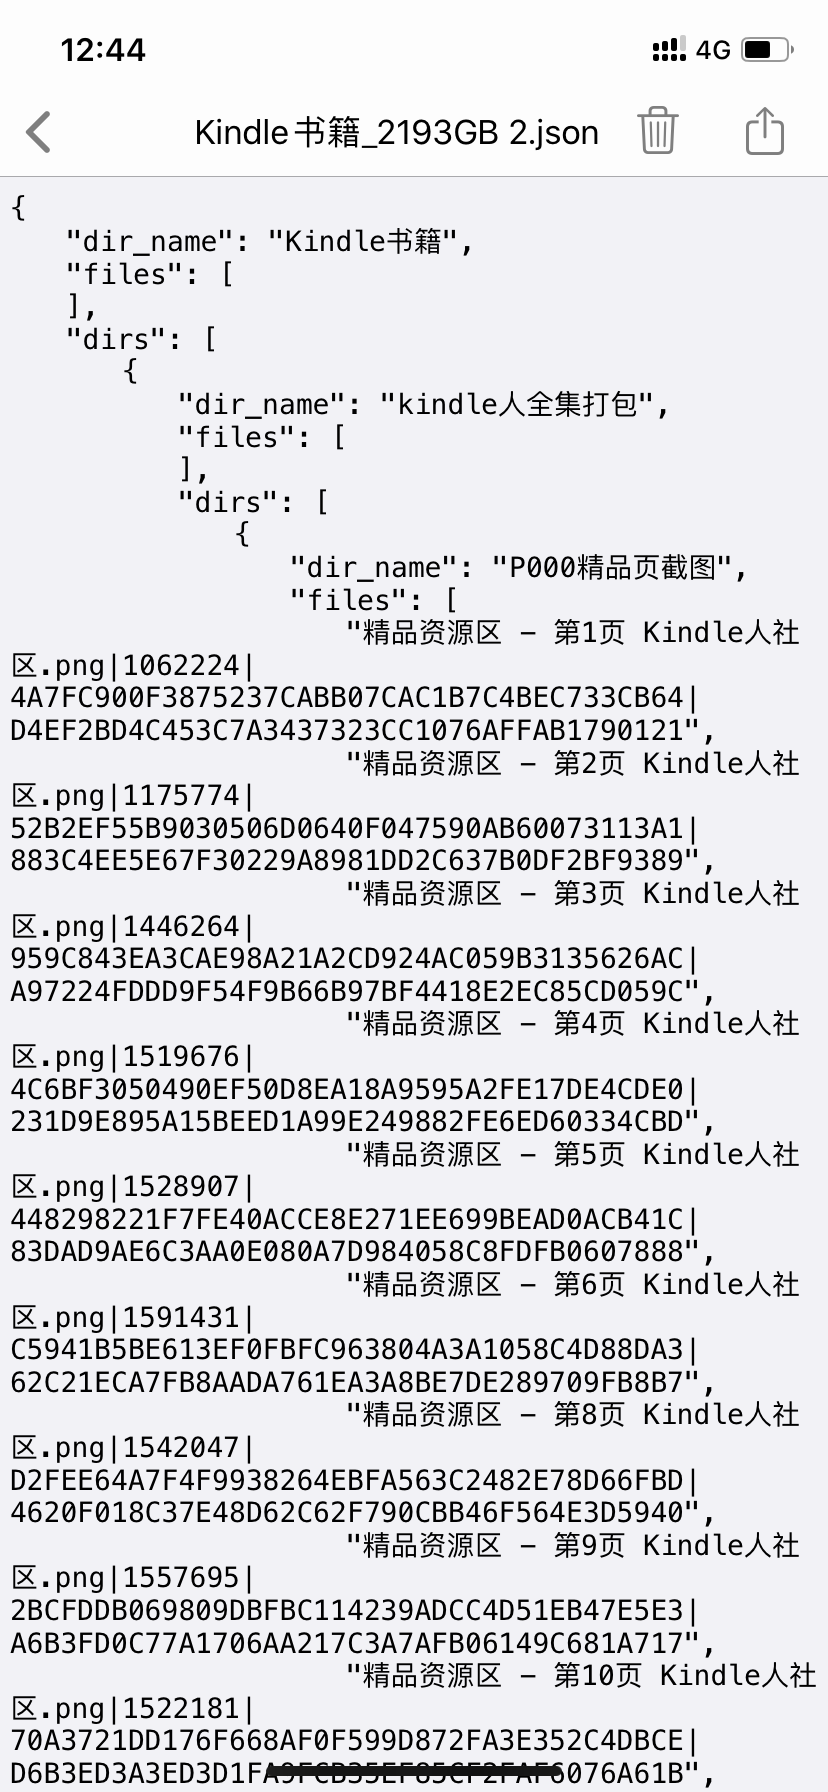 12:44
4G
Kindle书籍_2193GB 2.json
{
"dir_name": "Kindle书籍",
"files": [
],
"dirs": [
{
"dir_name": "kindle人全集打包",
"files": [
],
"dirs": [
{
"dir_name": "P000精品页截图",
"files": [
"精品资源区 – 第1页 Kindle人社
区.png|1062224|
4A7FC900F3875237CABB07CAC1B7C4BEC733CB64|
D4EF2BD4C453C7A3437323CC1076AFFAB1790121",
"精品资源区 – 第2页 Kindle人社
区.png|1175774|
52B2EF55B9030506D0640F047590AB60073113A1|
883C4EE5E67F30229A8981DD2C637B0DF2BF9389",
"精品资源区 – 第3页 Kindle人社
区.png|1446264|
959C843EA3CAE98A21A2CD924AC059B3135626AC|
A97224FDDD9F54F9B66B97BF4418E2EC85CD059C",
"精品资源区 – 第4页 Kindle人社
区.png|1519676|
4C6BF3050490EF50D8EA18A9595A2FE17DE4CDE0|
231D9E895A15BEED1A99E249882FE6ED60334CBD",
"精品资源区 – 第5页 Kindle人社
区.png|1528907|
448298221F7FE40ACCE8E271EE699BEAD0ACB41C|
83DAD9AE6C3AA0E080A7D984058C8FDFB0607888",
"精品资源区 – 第6页 Kindle人社
区.png|1591431|
C5941B5BE613EF0FBFC963804A3A1058C4D88DA3|
62C21ECA7FB8AADA761EA3A8BE7DE289709FB8B7",
"精品资源区 – 第8页 Kindle人社
区.png|1542047|
D2FEE64A7F4F9938264EBFA563C2482E78D66FBD|
4620F018C37E48D62C62F790CBB46F564E3D5940",
"精品资源区 – 第9页 Kindle人社
区.png|1557695|
2BCFDDB069809DBFBC114239ADCC4D51EB47E5E3|
A6B3FD0C77A1706AA217C3A7AFB06149C681A717",
"精品资源区 – 第10页 Kindle人社
区.png|1522181|
70A3721DD176F668AF0F599D872FA3E352C4DBCE|